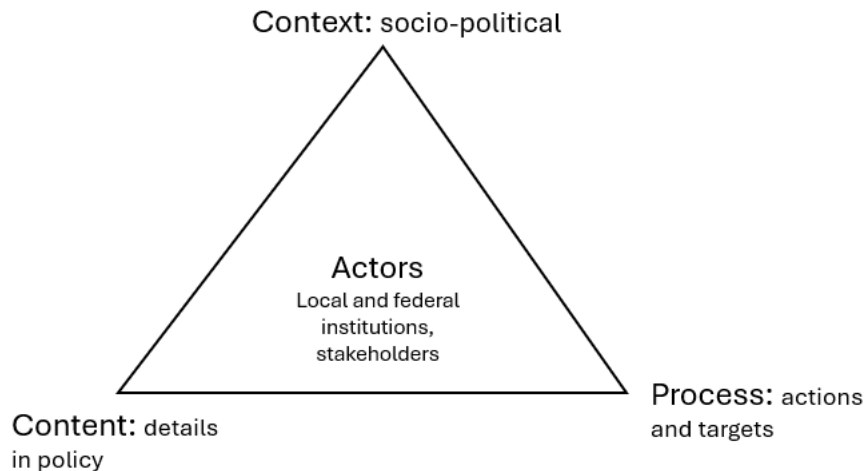 Context: socio-political
Actors
Local and federal
institutions,
stakeholders
Content: details
in policy
Process: actions
and targets